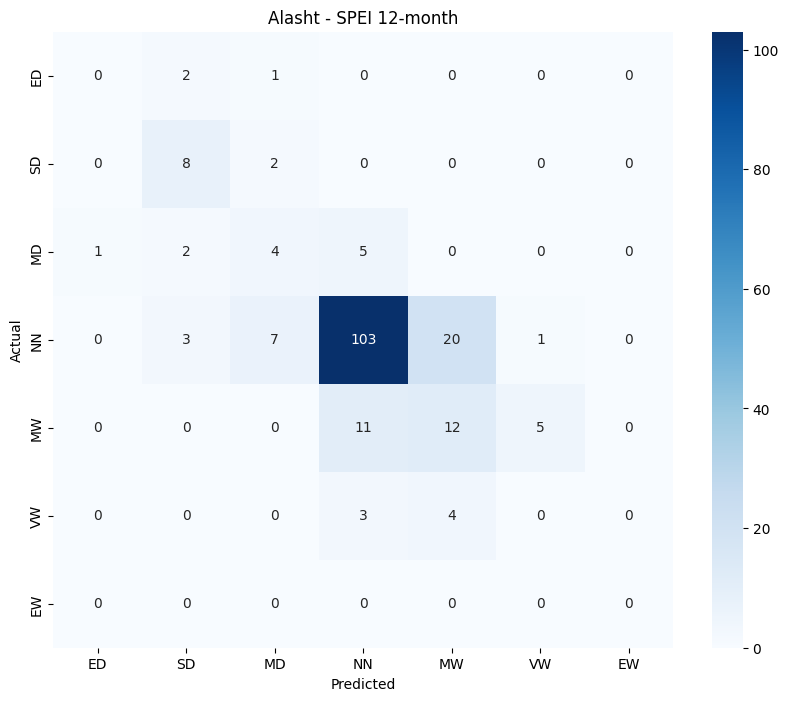 Alasht - SPEI 12-month
ED 0 2 1 0 0 0 0
SD 0 8 2 0 0 0 0
MD 1 2 4 5 0 0 0
NN 0 3 7 103 20 1 0
MW 0 0 0 11 12 5 0
VW 0 0 0 3 4 0 0
EW 0 0 0 0 0 0 0
ED SD MD NN MW VW EW
Actual
Predicted
100
80
60
40
20
0